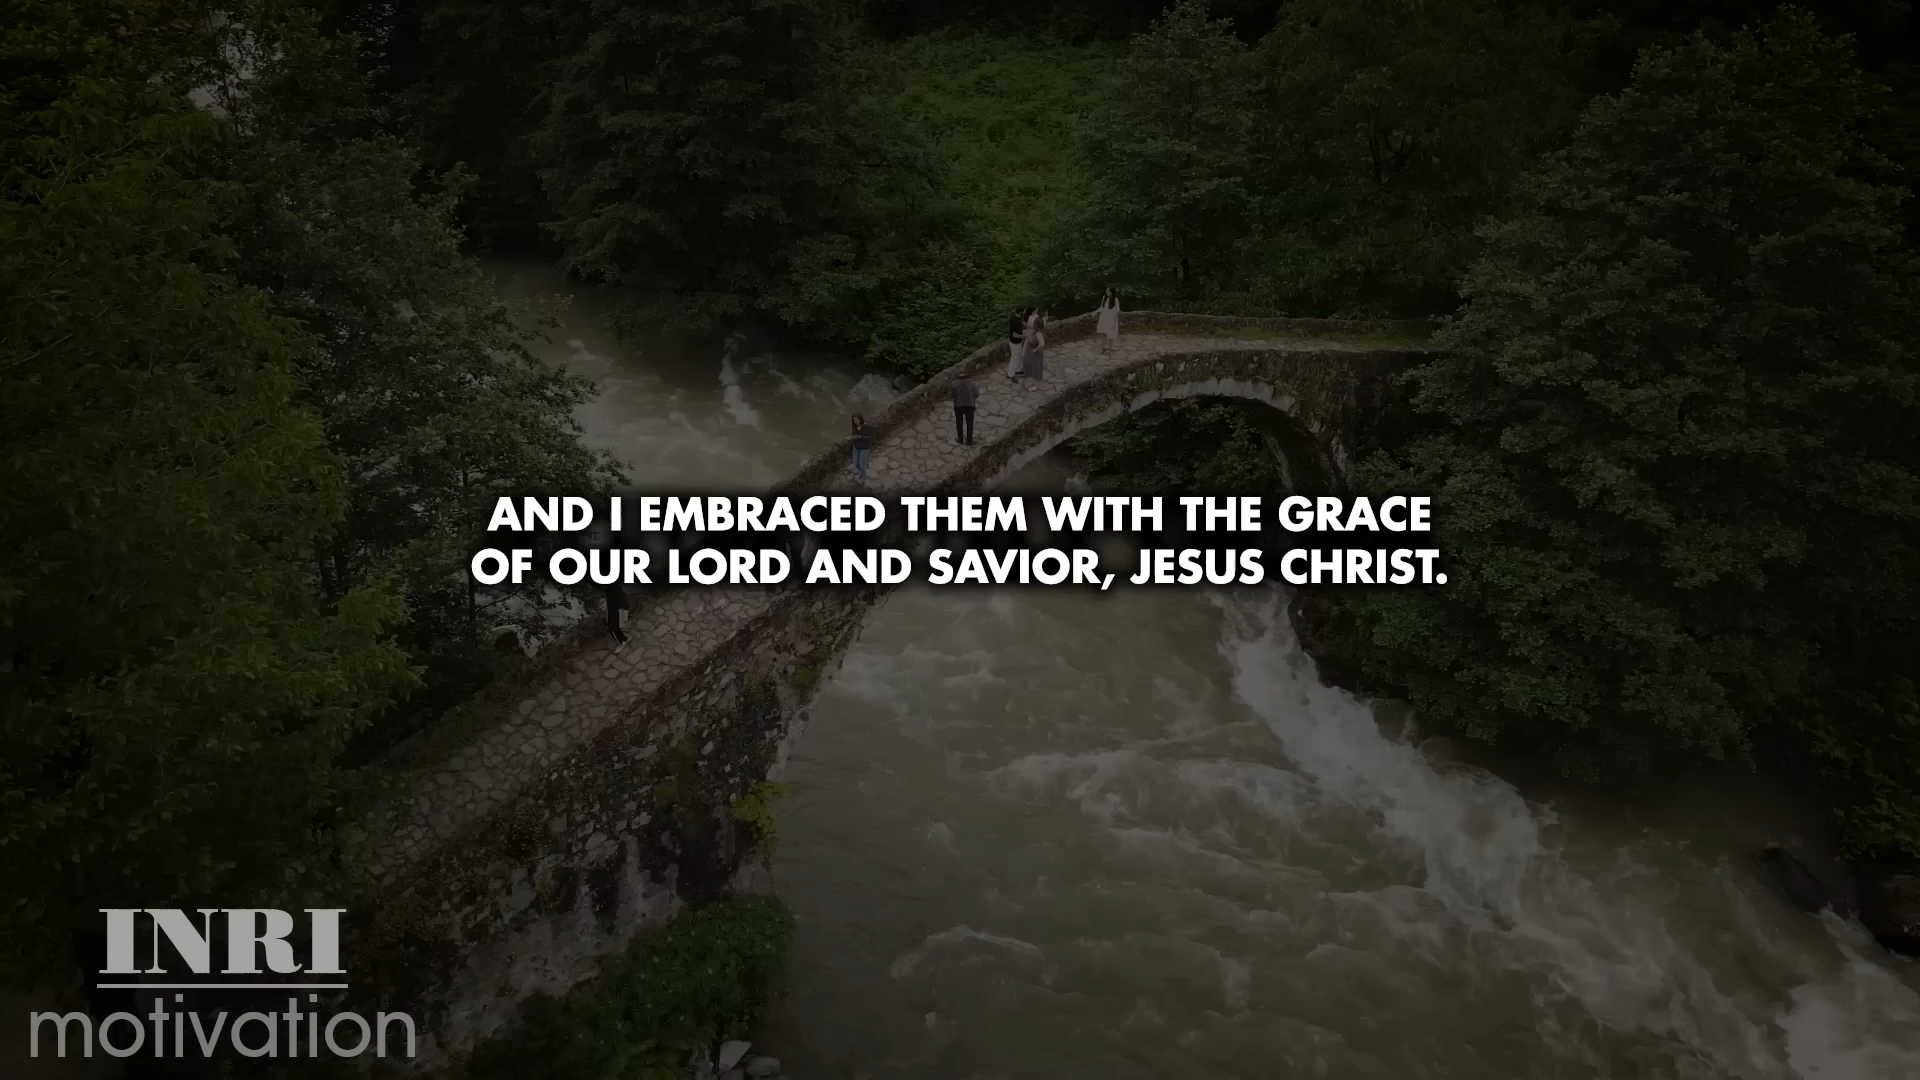 AND I EMBRACED THEM WITH THE GRACE
OF OUR LORD AND SAVIOR, JESUS CHRIST.
INRI
motivation